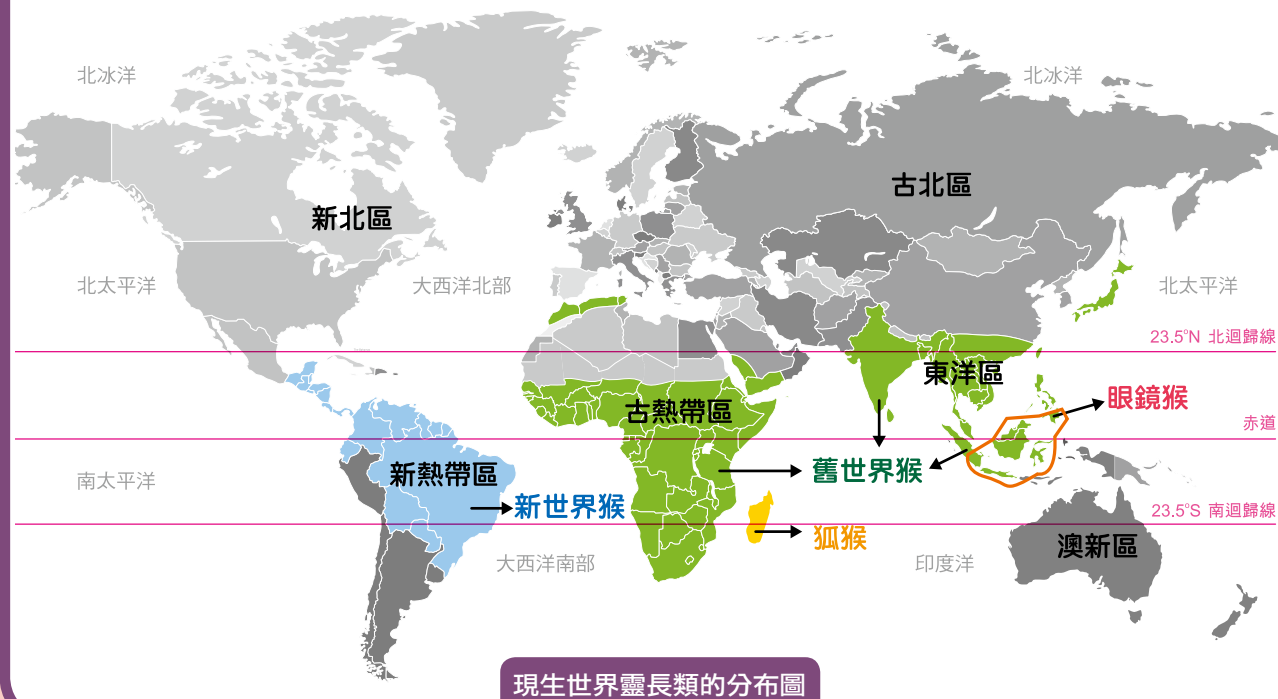 北冰洋
北冰洋
古北區
新北區
北太平洋
大西洋北部
北太平洋
23.5°N 北迴歸線
東洋區
眼鏡猴
古熱帶區
赤道
新熱帶區
舊世界猴
南太平洋
新世界猴
23.5°S 南迴歸線
狐猴
澳新區
大西洋南部
印度洋
現生世界靈長類的分布圖